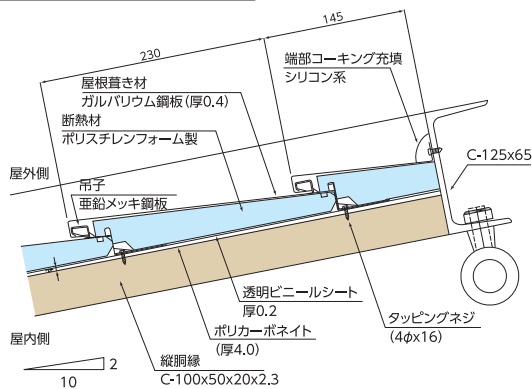 230
145
屋根葺き材
ガルバリウム鋼板(厚0.4)
断熱材
ポリスチレンフォーム製
端部コーキング充填
シリコン系
C-125x65
屋外側
吊子
亜鉛メッキ鋼板
透明ビニールシート
厚0.2
ポリカーボネイト
(厚4.0)
タッピングネジ
(4φx16)
10
屋内側
2
10
縦胴縁
C-100x50x20x2.3